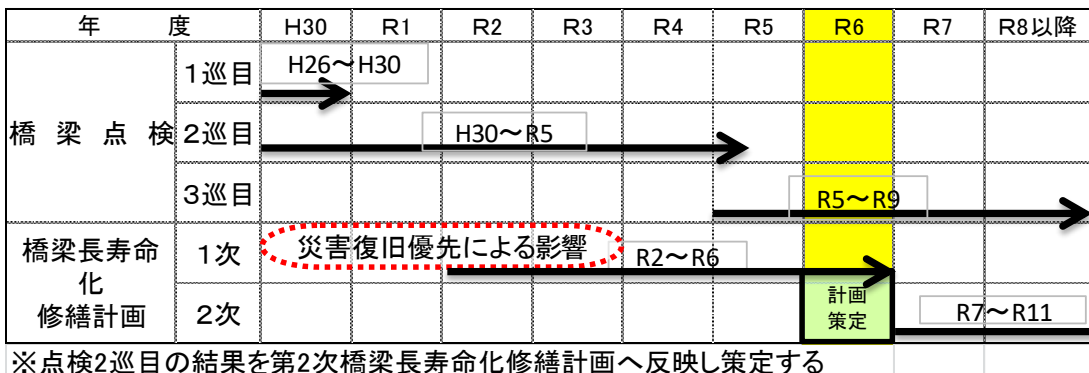 年 度 H30 R1 R2 R3 R4 R5 R6 R7 R8以降
橋 梁 点 検
1巡目 H26～H30
2巡目 H30～R5
3巡目 R5～R9
橋梁長寿命
化
修繕計画
1次 災害復旧優先による影響 R2～R6
2次 計画
策定
R7～R11
※点検2巡目の結果を第2次橋梁長寿命化修繕計画へ反映し策定する